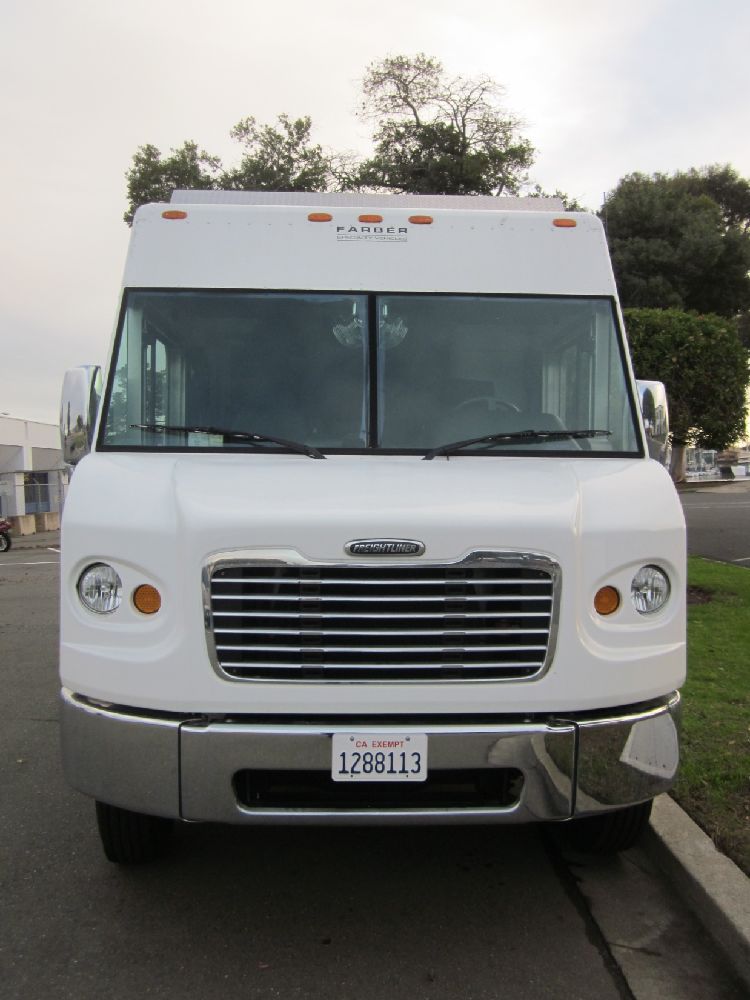 FARBER
SPECIALTY VEHICLES
FREIGHTLINER
CA EXEMPT
1288113